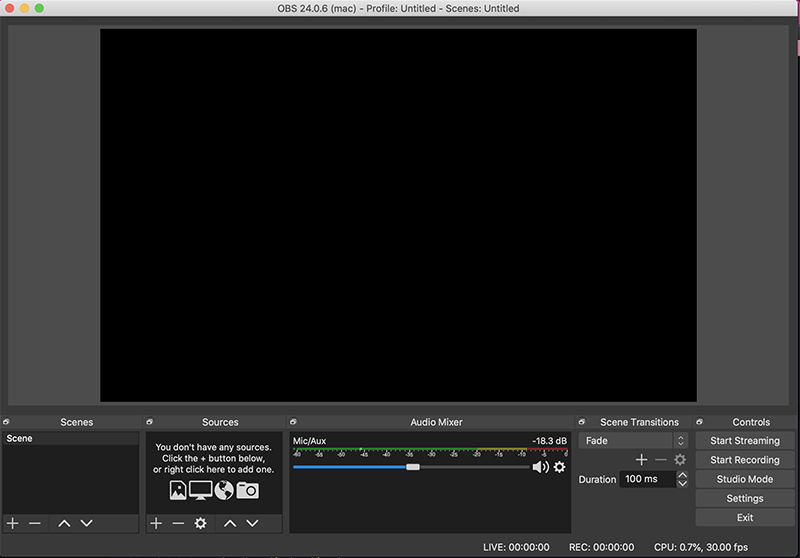 OBS 24.0.6 (mac) - Profile: Untitled - Scenes: Untitled
Scenes
Sources
Audio Mixer
Scene Transitions
Controls
Scene
You don't have any sources.
Click the + button below,
or right click here to add one.
Mic/Aux -18.3 dB
-60 -55 -50 -45 -40 -35 -30 -25 -20 -15 -10 -5 0
Fade
Duration 100 ms
Start Streaming
Start Recording
Studio Mode
Settings
Exit
LIVE: 00:00:00 REC: 00:00:00 CPU: 0.7%, 30.00 fps